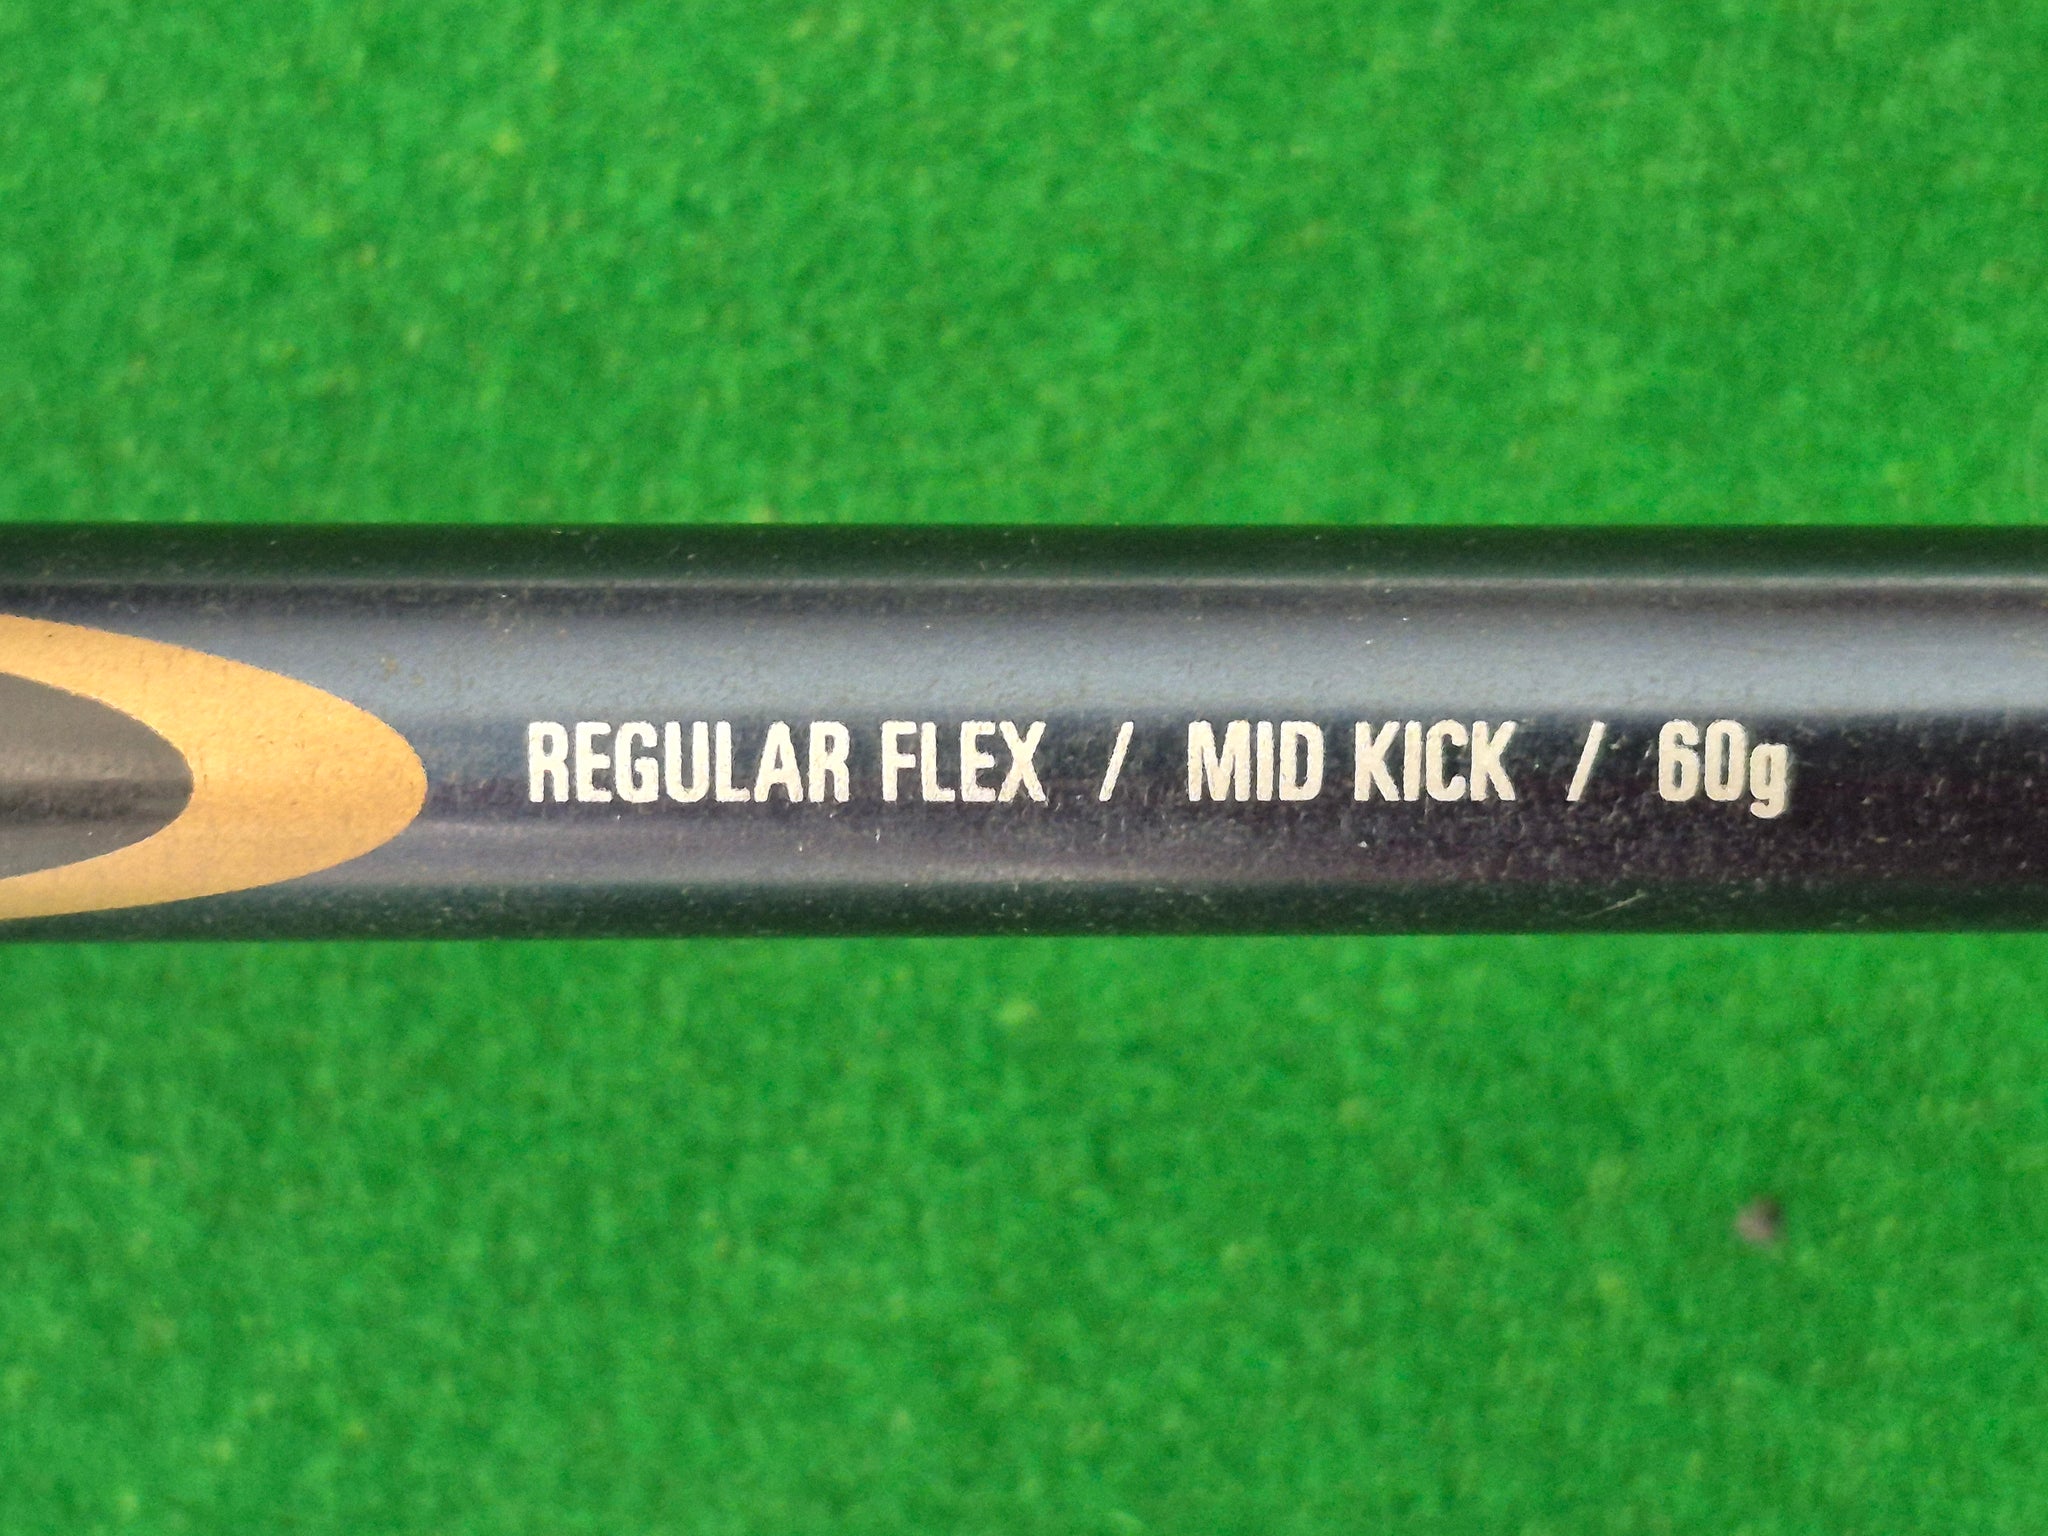 REGULAR FLEX / MID KICK / 60g